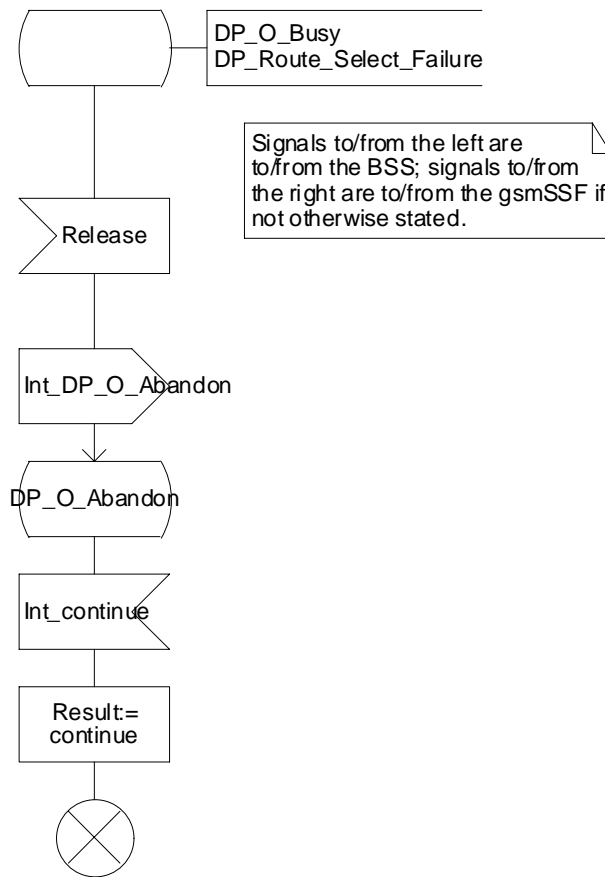 DP_O_Busy
DP_Route_Select_Failure
Signals to/from the left are
to/from the BSS; signals to/from
the right are to/from the gsmSSF if
not otherwise stated.
Release
Int_DP_O_Abandon
DP_O_Abandon
Int_continue
Result:=
continue